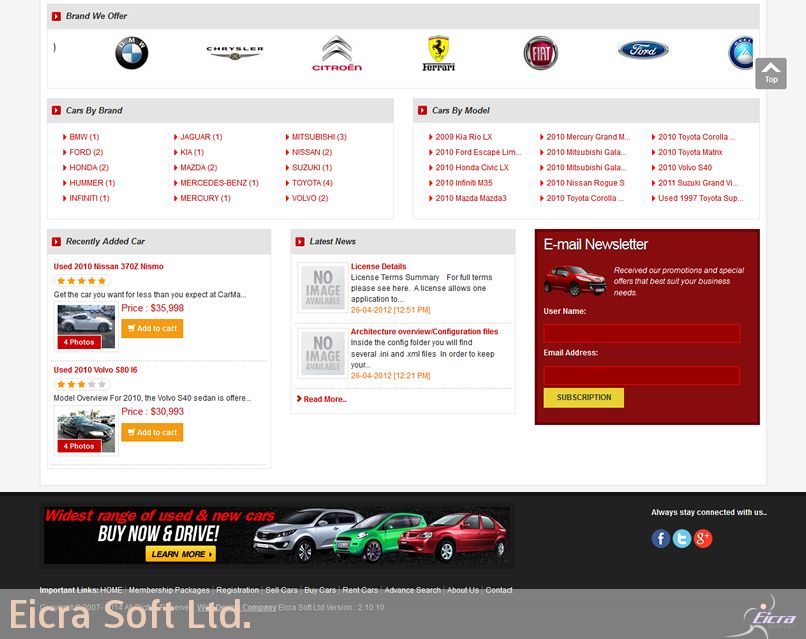 Brand We Offer
BMW
CHRYSLER
CITROËN
Ferrari
FIAT
Ford
Top
Cars By Brand
BMW (1)
JAGUAR (1)
MITSUBISHI (3)
FORD (2)
KIA (1)
NISSAN (2)
HONDA (2)
MAZDA (2)
SUZUKI (1)
HUMMER (1)
MERCEDES-BENZ (1)
TOYOTA (4)
INFINITI (1)
MERCURY (1)
VOLVO (2)
Cars By Model
2009 Kia Rio LX
2010 Mercury Grand M...
2010 Toyota Corolla ...
2010 Ford Escape Lim...
2010 Mitsubishi Gala...
2010 Toyota Matrix
2010 Honda Civic LX
2010 Mitsubishi Gala...
2010 Volvo S40
2010 Infiniti M35
2010 Nissan Rogue S
2011 Suzuki Grand Vi...
2010 Mazda Mazda3
2010 Toyota Corolla ...
Used 1997 Toyota Sup...
Recently Added Car
Used 2010 Nissan 370Z Nismo
Get the car you want for less than you expect at CarMa...
Price : $35,998
Add to cart
4 Photos
Used 2010 Volvo S80 I6
Model Overview For 2010, the Volvo S40 sedan is offere...
Price : $30,993
Add to cart
4 Photos
Latest News
NO
IMAGE
AVAILABLE
License Details
License Terms Summary    For full terms
please see here.  A license allows one
application to...
26-04-2012 [12:51 PM]
NO
IMAGE
AVAILABLE
Architecture overview/Configuration files
Inside the config folder you will find
several .ini and .xml files  In order to keep
your...
26-04-2012 [12:21 PM]
Read More..
E-mail Newsletter
Received our promotions and special
offers that best suit your business
needs.
User Name:
Email Address:
SUBSCRIPTION
Widest range of used & new cars
BUY NOW & DRIVE!
LEARN MORE
Always stay connected with us..
Important Links: HOME | Membership Packages | Registration | Sell Cars | Buy Cars | Rent Cars | Advance Search | About Us | Contact
Eicra Soft Ltd Version : 2.10.10
Eicra Soft Ltd.
Eicra